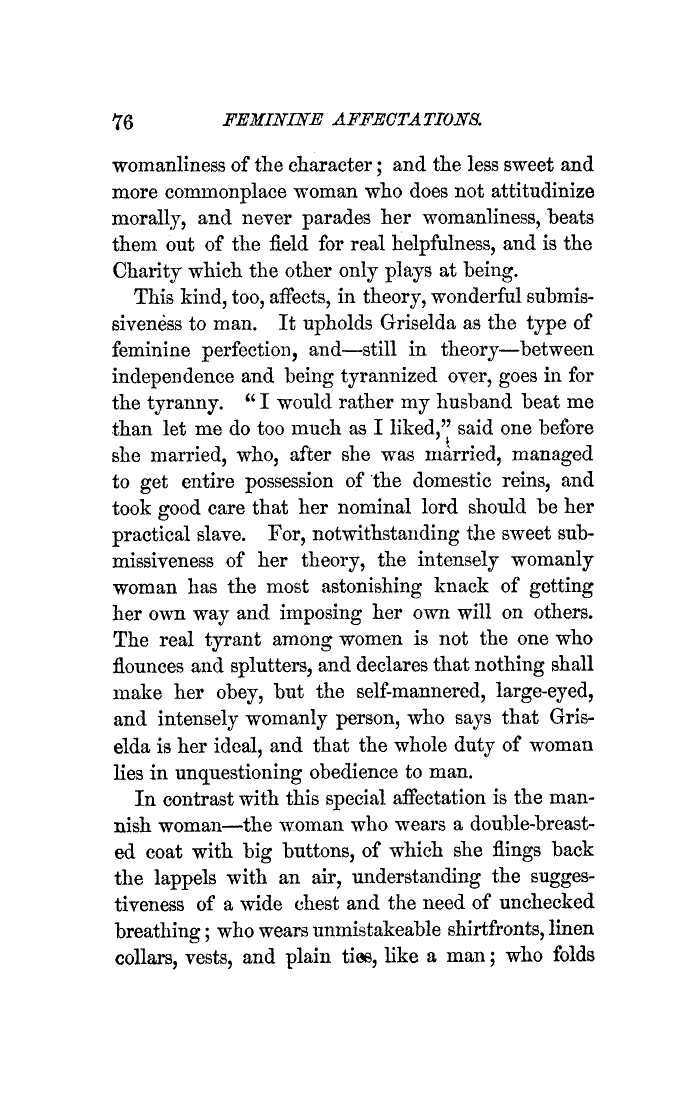 76 FEMININE AFFECTATIONS.
womanliness of the character; and the less sweet and
more commonplace woman who does not attitudinize
morally, and never parades her womanliness, beats
them out of the field for real helpfulness, and is the
Charity which the other only plays at being.
This kind, too, affects, in theory, wonderful submis-
siveness to man. It upholds Griselda as the type of
feminine perfection, and—still in theory—between
independence and being tyrannized over, goes in for
the tyranny. "I would rather my husband beat me
than let me do too much as I liked," said one before
she married, who, after she was married, managed
to get entire possession of the domestic reins, and
took good care that her nominal lord should be her
practical slave. For, notwithstanding the sweet sub-
missiveness of her theory, the intensely womanly
woman has the most astonishing knack of getting
her own way and imposing her own will on others.
The real tyrant among women is not the one who
flounces and splutters, and declares that nothing shall
make her obey, but the self-mannered, large-eyed,
and intensely womanly person, who says that Gris-
elda is her ideal, and that the whole duty of woman
lies in unquestioning obedience to man.
In contrast with this special affectation is the man-
nish woman—the woman who wears a double-breast-
ed coat with big buttons, of which she flings back
the lappels with an air, understanding the sugges-
tiveness of a wide chest and the need of unchecked
breathing; who wears unmistakeable shirtfronts, linen
collars, vests, and plain ties, like a man; who folds